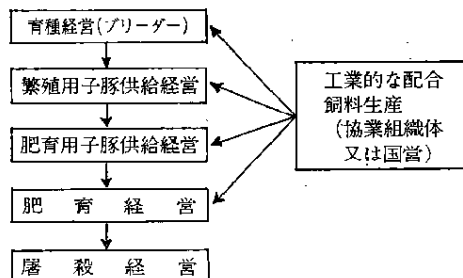 育種経営(ブリーダー)
繁殖用子豚供給経営
肥育用子豚供給経営
肥育経営
屠殺経営
工業的な配合
飼料生産
(協業組織体
又は国営)